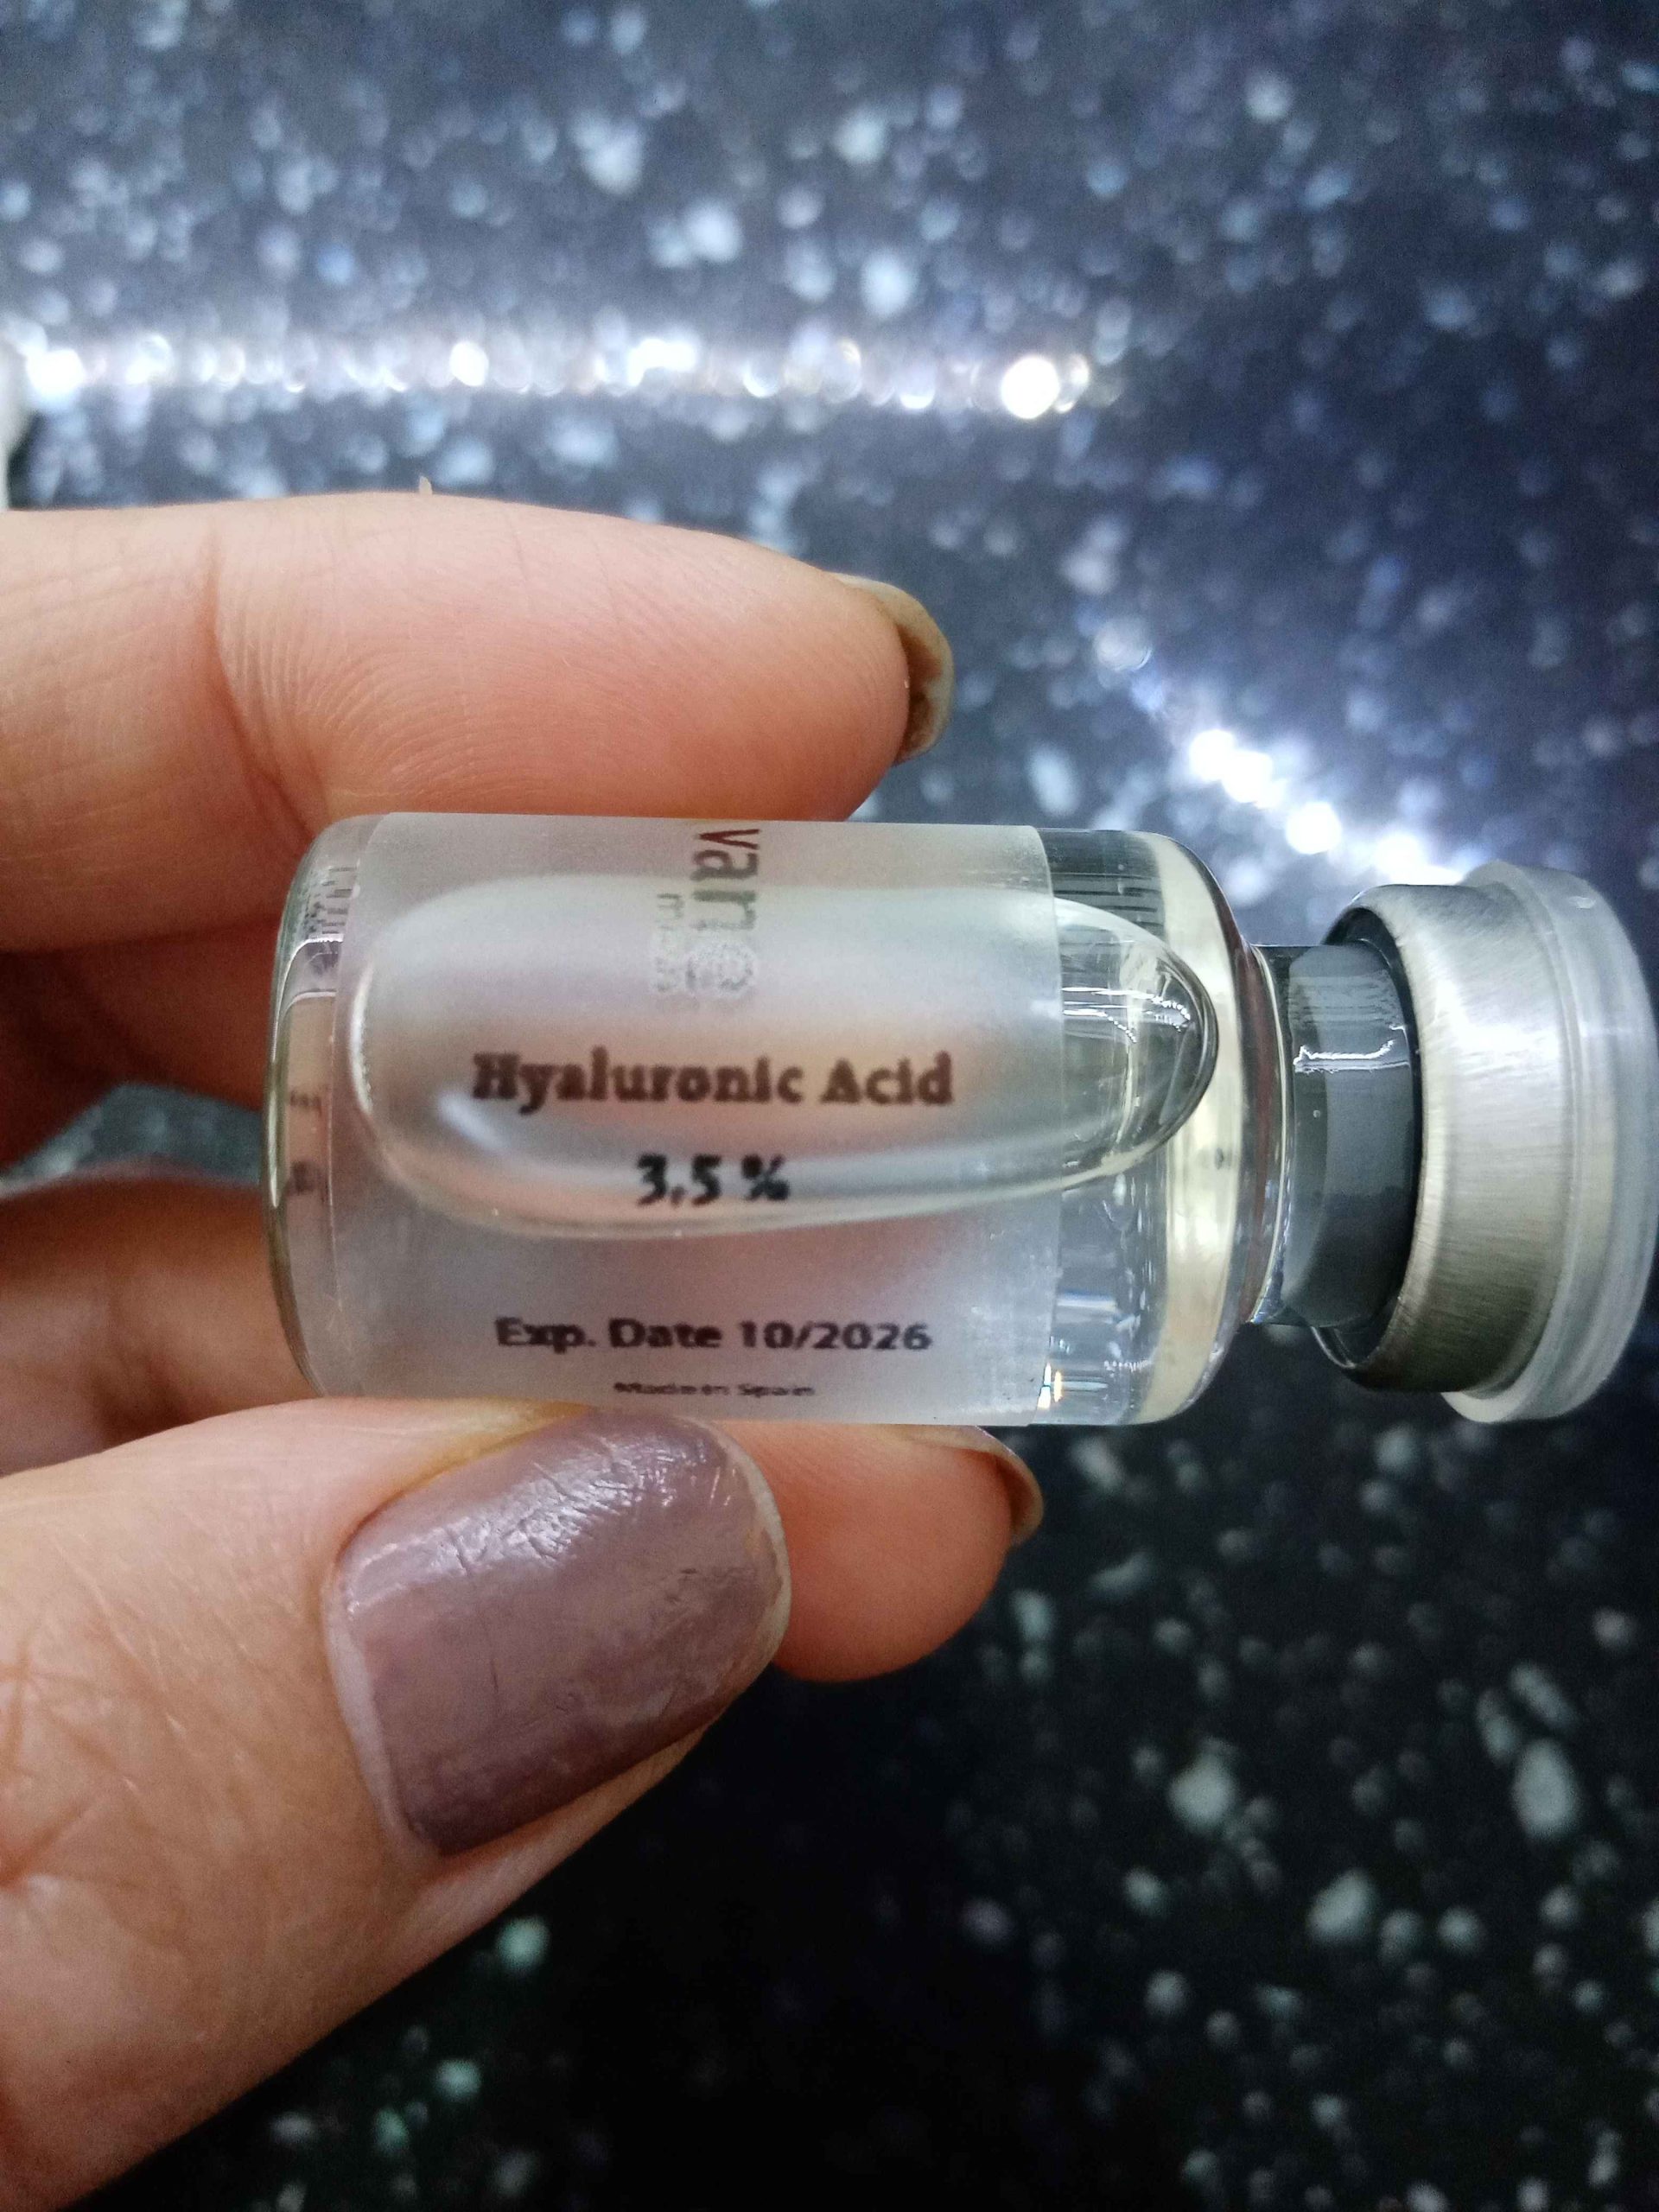 Hyaluronic Acid
3,5 %
Exp. Date 10/2026
Made in Spain